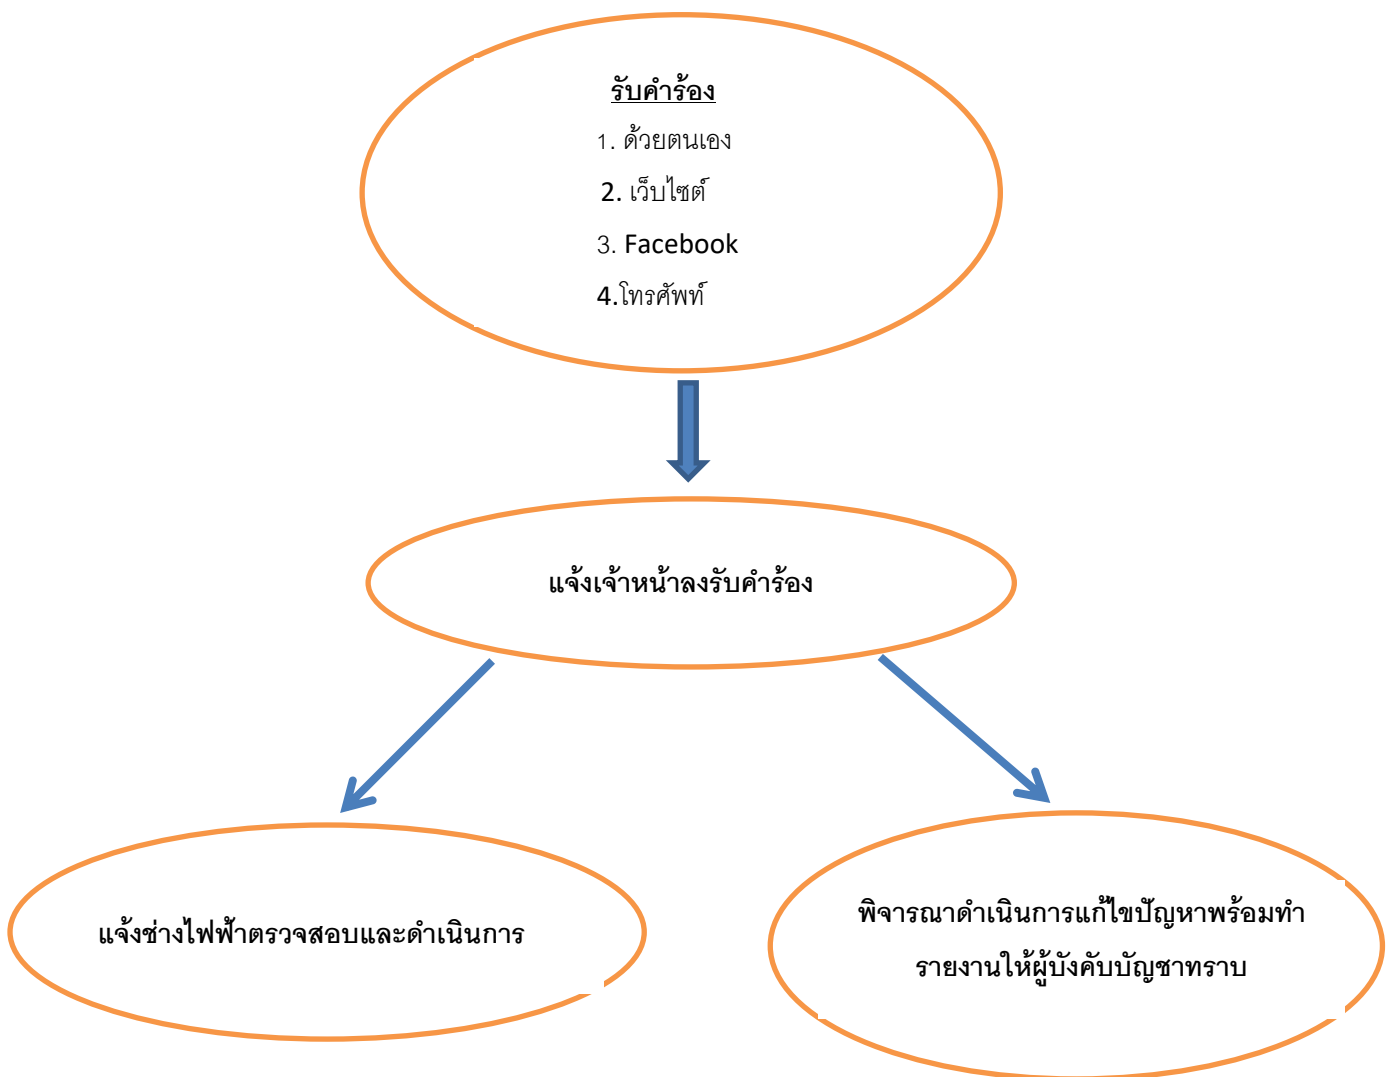 รับคำร้อง
1. ด้วยตนเอง
2. เว็บไซต์
3. Facebook
4.โทรศัพท์
แจ้งเจ้าหน้าลงรับคำร้อง
แจ้งช่างไฟฟ้าตรวจสอบและดำเนินการ
พิจารณาดำเนินการแก้ไขปัญหาพร้อมทำ
รายงานให้ผู้บังคับบัญชาทราบ